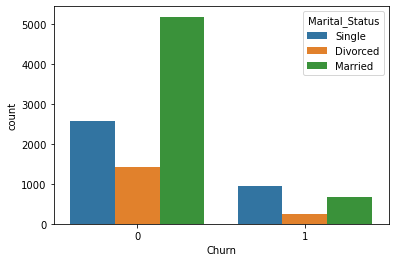 Marital_Status
Single
Divorced
Married
count
5000
4000
3000
2000
1000
0
0
1
Churn